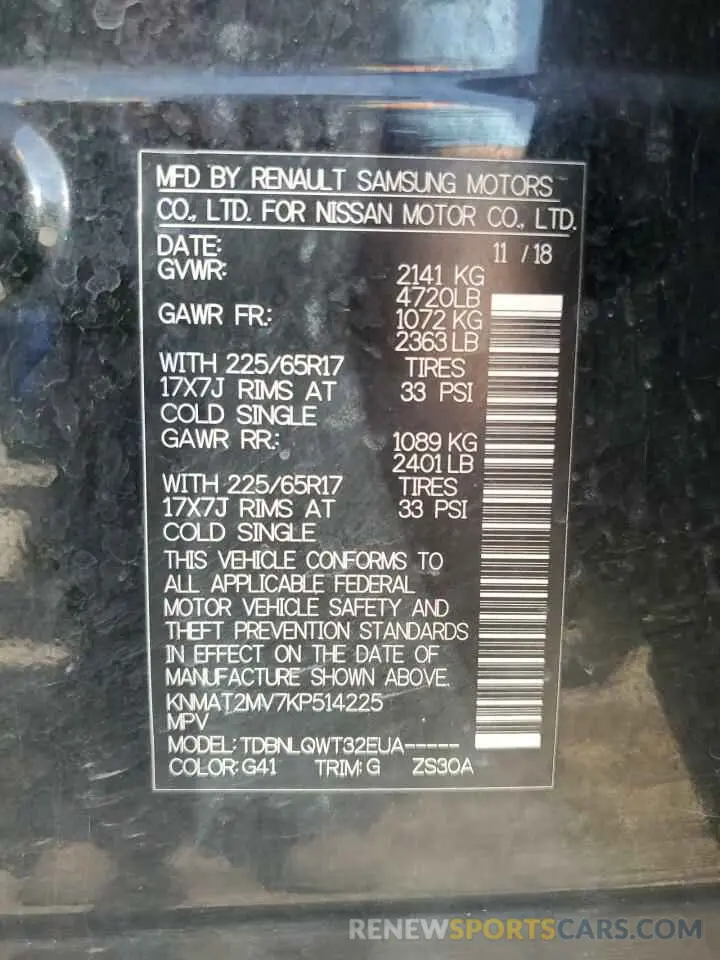 MFD BY RENAULT SAMSUNG MOTORS
CO., LTD. FOR NISSAN MOTOR CO., LTD.
DATE: 11 / 18
GVWR: 2141 KG
4720LB
GAWR FR.: 1072 KG
2363 LB
WITH 225/65R17 TIRES
17X7J RIMS AT 33 PSI
COLD SINGLE
GAWR RR.: 1089 KG
2401 LB
WITH 225/65R17 TIRES
17X7J RIMS AT 33 PSI
COLD SINGLE
THIS VEHICLE CONFORMS TO
ALL APPLICABLE FEDERAL
MOTOR VEHICLE SAFETY AND
THEFT PREVENTION STANDARDS
IN EFFECT ON THE DATE OF
MANUFACTURE SHOWN ABOVE.
KNMAT2MV7KP514225
MPV
MODEL: TDBNLQWT32EUA-----
COLOR: G41 TRIM: G ZS30A
RENEWSPORTSCARS.COM